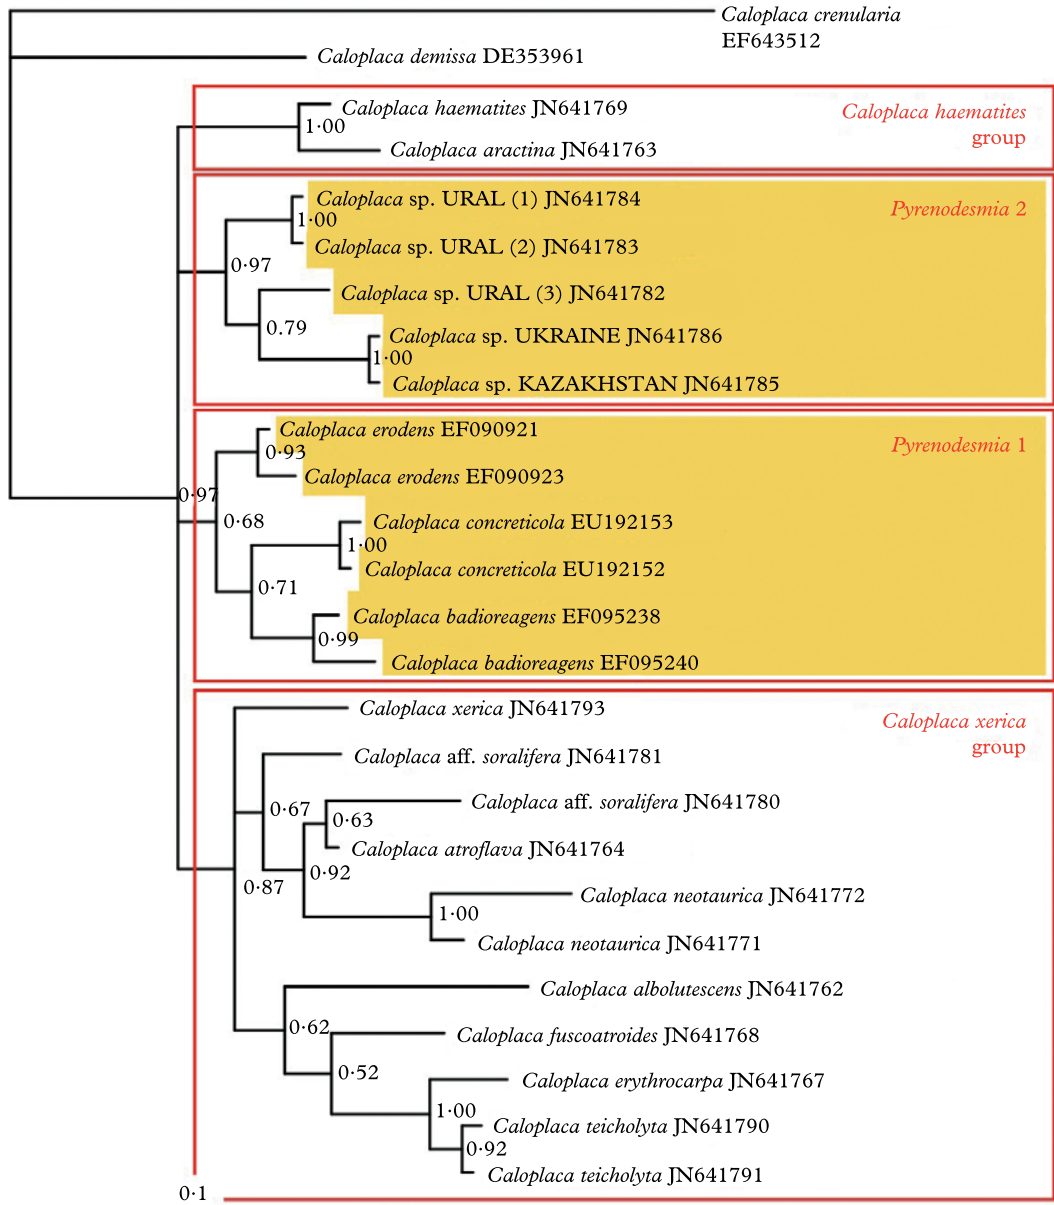 Caloplaca crenularia
EF643512
Caloplaca demissa DE353961
Caloplaca haematites JN641769
Caloplaca haematites
group
1·00
Caloplaca aractina JN641763
Caloplaca sp. URAL (1) JN641784
Pyrenodesmia 2
1·00
Caloplaca sp. URAL (2) JN641783
0·97
Caloplaca sp. URAL (3) JN641782
0.79
Caloplaca sp. UKRAINE JN641786
1·00
Caloplaca sp. KAZAKHSTAN JN641785
Caloplaca erodens EF090921
Pyrenodesmia 1
0·93
Caloplaca erodens EF090923
0·97
0·68
Caloplaca concreticola EU192153
1·00
Caloplaca concreticola EU192152
0·71
Caloplaca badioreagens EF095238
0·99
Caloplaca badioreagens EF095240
Caloplaca xerica JN641793
Caloplaca xerica
group
Caloplaca aff. soralifera JN641781
0·67
Caloplaca aff. soralifera JN641780
0·63
Caloplaca atroflava JN641764
0·92
0·87
Caloplaca neotaurica JN641772
1·00
Caloplaca neotaurica JN641771
Caloplaca albolutescens JN641762
0·62
Caloplaca fuscoatroides JN641768
0·52
Caloplaca erythrocarpa JN641767
1·00
Caloplaca teicholyta JN641790
0·92
Caloplaca teicholyta JN641791
0·1